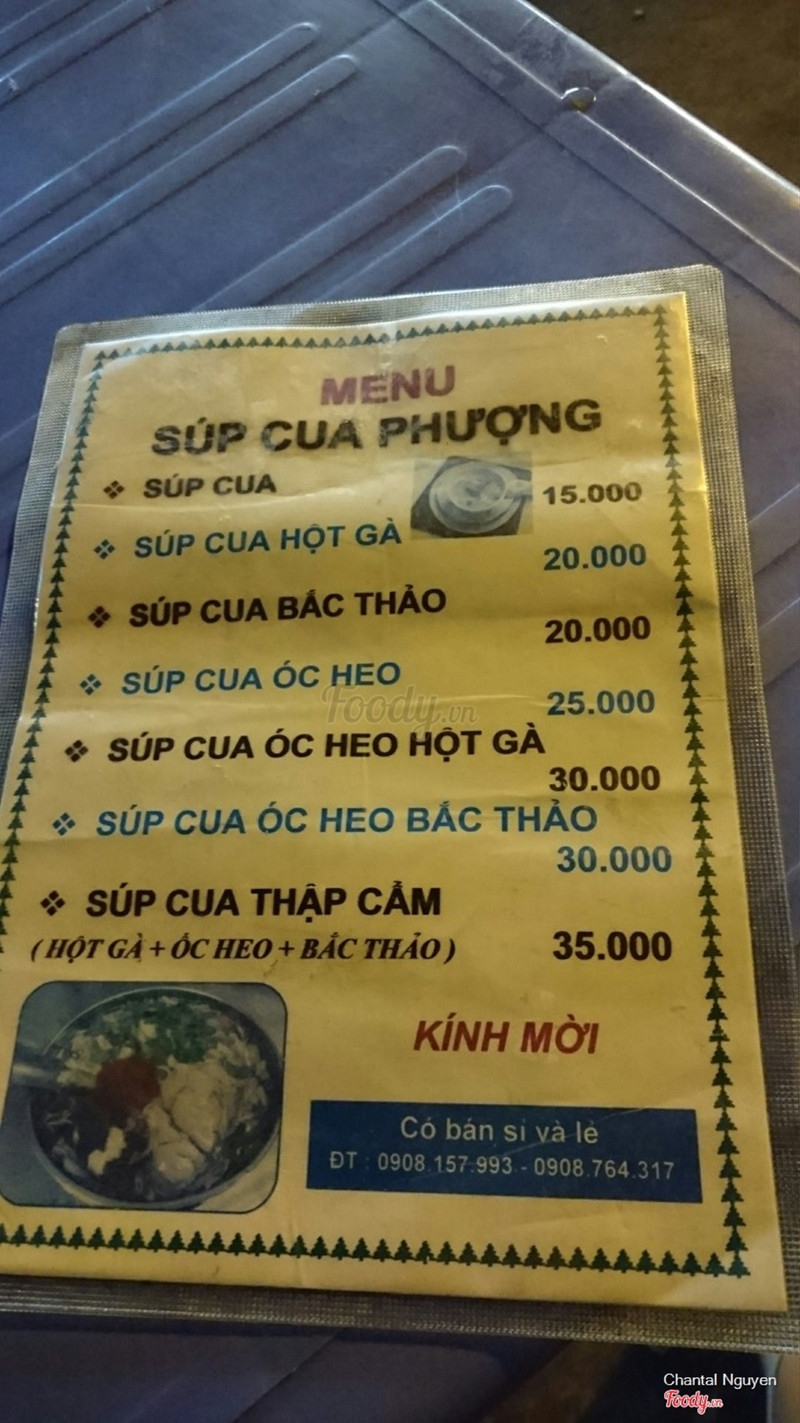 MENU
SÚP CUA PHƯỢNG
❖ SÚP CUA 15.000
❖ SÚP CUA HỘT GÀ 20.000
❖ SÚP CUA BẮC THẢO 20.000
❖ SÚP CUA ÓC HEO 25.000
❖ SÚP CUA ÓC HEO HỘT GÀ 30.000
❖ SÚP CUA ÓC HEO BẮC THẢO 30.000
❖ SÚP CUA THẬP CẨM
( HỘT GÀ + ÓC HEO + BẮC THẢO ) 35.000
KÍNH MỜI
Có bán sỉ và lẻ
ĐT : 0908.157.993 - 0908.764.317
Foody.vn
Chantal Nguyen
Foody.vn